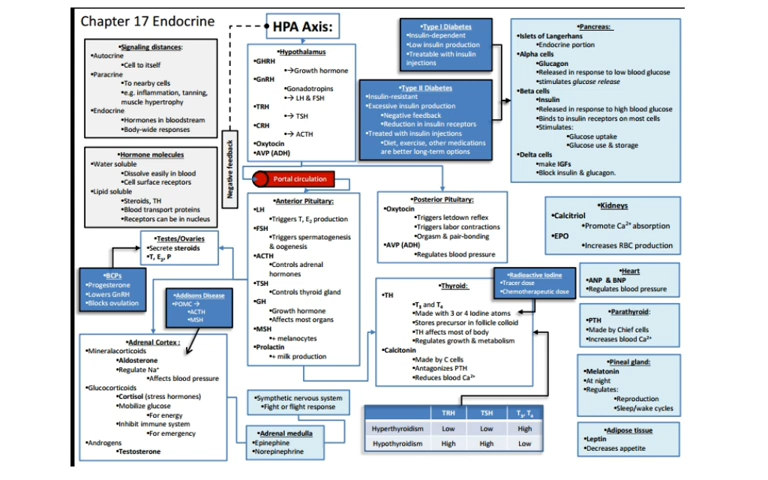 Chapter 17 Endocrine
HPA Axis:
•Signaling distances:
•Autocrine
•Cell to itself
•Paracrine
•To nearby cells
•e.g. inflammation, tanning,
muscle hypertrophy
•Endocrine
•Hormones in bloodstream
•Body-wide responses
•Hormone molecules
•Water soluble
•Dissolve easily in blood
•Cell surface receptors
•Lipid soluble
•Steroids, TH
•Blood transport proteins
•Receptors can be in nucleus
Negative feedback
•Hypothalamus
•GHRH
•→Growth hormone
•GnRH
Gonadotropins
•→ LH & FSH
•TRH
•→ TSH
•CRH
•→ ACTH
•Oxytocin
•AVP (ADH)
Portal circulation
•Type I Diabetes
•Insulin-dependent
•Low insulin production
•Treatable with insulin
injections
•Type II Diabetes
•Insulin-resistant
•Excessive insulin production
•Negative feedback
•Reduction in insulin receptors
•Treated with insulin injections
•Diet, exercise, other medications
are better long-term options
•Pancreas:
•Islets of Langerhans
•Endocrine portion
•Alpha cells
•Glucagon
•Released in response to low blood glucose
•stimulates glucose release
•Beta cells
•Insulin
•Released in response to high blood glucose
•Binds to insulin receptors on most cells
•Stimulates:
•Glucose uptake
•Glucose use & storage
•Delta cells
•make IGFs
•Block insulin & glucagon.
•Anterior Pituitary:
•LH
•Triggers T, E₂ production
•FSH
•Triggers spermatogenesis
& oogenesis
•ACTH
•Controls adrenal
hormones
•TSH
•Controls thyroid gland
•GH
•Growth hormone
•Affects most organs
•MSH
•+ melanocytes
•Prolactin
•+ milk production
•Posterior Pituitary:
•Oxytocin
•Triggers letdown reflex
•Triggers labor contractions
•Orgasm & pair-bonding
•AVP (ADH)
•Regulates blood pressure
•Kidneys
•Calcitriol
•Promote Ca²⁺ absorption
•EPO
•Increases RBC production
•Testes/Ovaries
•Secrete steroids
•T, E₂, P
•BCPs
•Progesterone
•Lowers GnRH
•Blocks ovulation
•Addisons Disease
•POMC →
•ACTH
•MSH
•Adrenal Cortex :
•Mineralocorticoids
•Aldosterone
•Regulate Na⁺
•Affects blood pressure
•Glucocorticoids
•Cortisol (stress hormones)
•Mobilize glucose
•For energy
•Inhibit immune system
•For emergency
•Androgens
•Testosterone
•Sympthetic nervous system
•Fight or flight response
•Adrenal medulla
•Epinephine
•Norepinephrine
•Thyroid:
•TH
•T₃ and T₄
•Made with 3 or 4 Iodine atoms
•Stores precursor in follicle colloid
•TH affects most of body
•Regulates growth & metabolism
•Calcitonin
•Made by C cells
•Antagonizes PTH
•Reduces blood Ca²⁺
•Radioactive Iodine
•Tracer dose
•Chemotherapeutic dose
•Heart
•ANP & BNP
•Regulates blood pressure
•Parathyroid:
•PTH
•Made by Chief cells
•Increases blood Ca²⁺
•Pineal gland:
•Melatonin
•At night
•Regulates:
•Reproduction
•Sleep/wake cycles
•Adipose tissue
•Leptin
•Decreases appetite
TRH TSH T₃, T₄
Hyperthyroidism Low Low High
Hypothyroidism High High Low